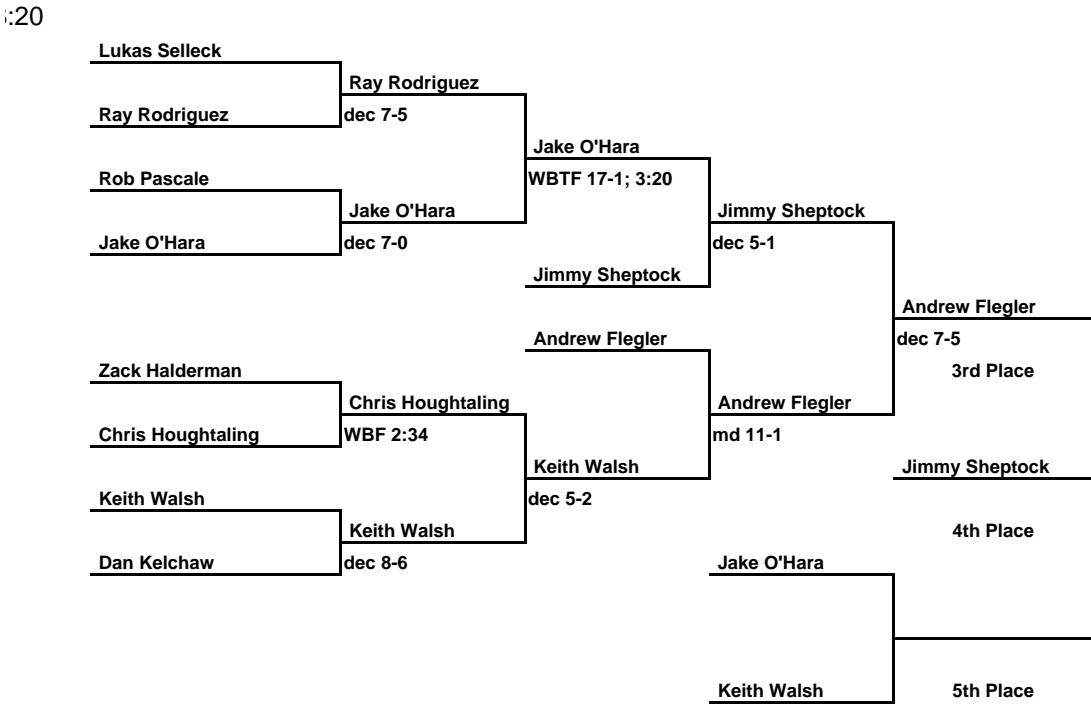 :20
Lukas Selleck
Ray Rodriguez
Ray Rodriguez
dec 7-5
Jake O'Hara
Rob Pascale
WBTF 17-1; 3:20
Jake O'Hara
Jimmy Sheptock
Jake O'Hara
dec 7-0
dec 5-1
Jimmy Sheptock
Andrew Flegler
Andrew Flegler
dec 7-5
Zack Halderman
3rd Place
Chris Houghtaling
Andrew Flegler
Chris Houghtaling
WBF 2:34
md 11-1
Keith Walsh
Jimmy Sheptock
Keith Walsh
dec 5-2
Keith Walsh
4th Place
Dan Kelchaw
dec 8-6
Jake O'Hara
Keith Walsh
5th Place